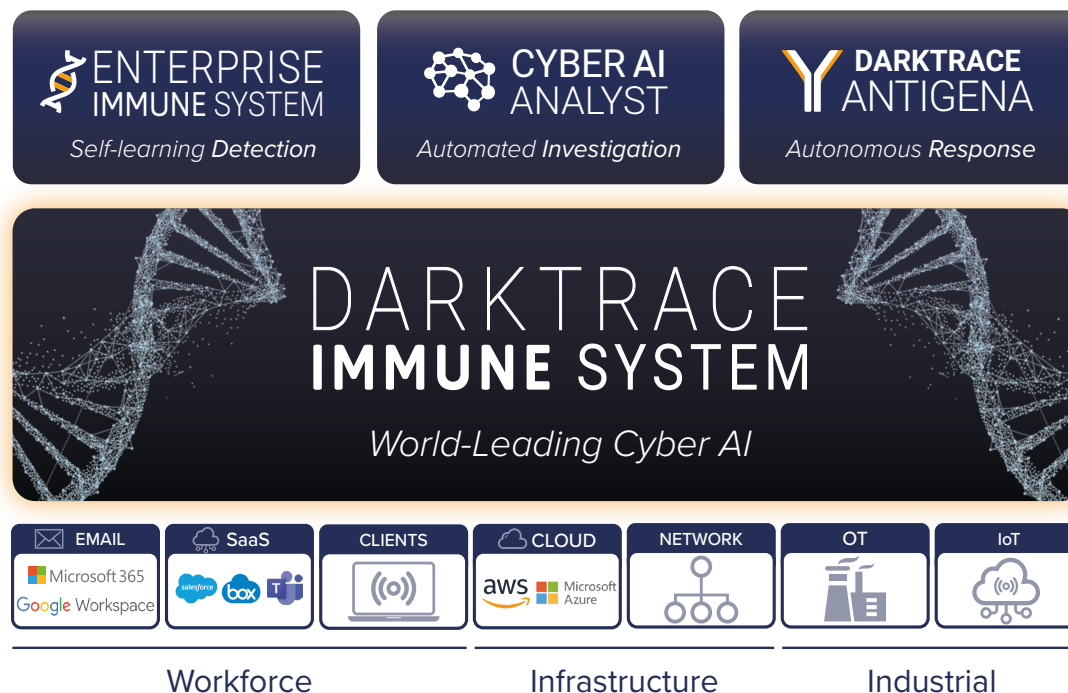 ENTERPRISE
IMMUNE SYSTEM
Self-learning Detection
CYBER AI
ANALYST
Automated Investigation
DARKTRACE
ANTIGENA
Autonomous Response
DARKTRACE
IMMUNE SYSTEM
World-Leading Cyber AI
EMAIL
Microsoft 365
Google Workspace
SaaS
salesforce
box
T
CLIENTS
CLOUD
aws
Microsoft
Azure
NETWORK
OT
IoT
Workforce
Infrastructure
Industrial